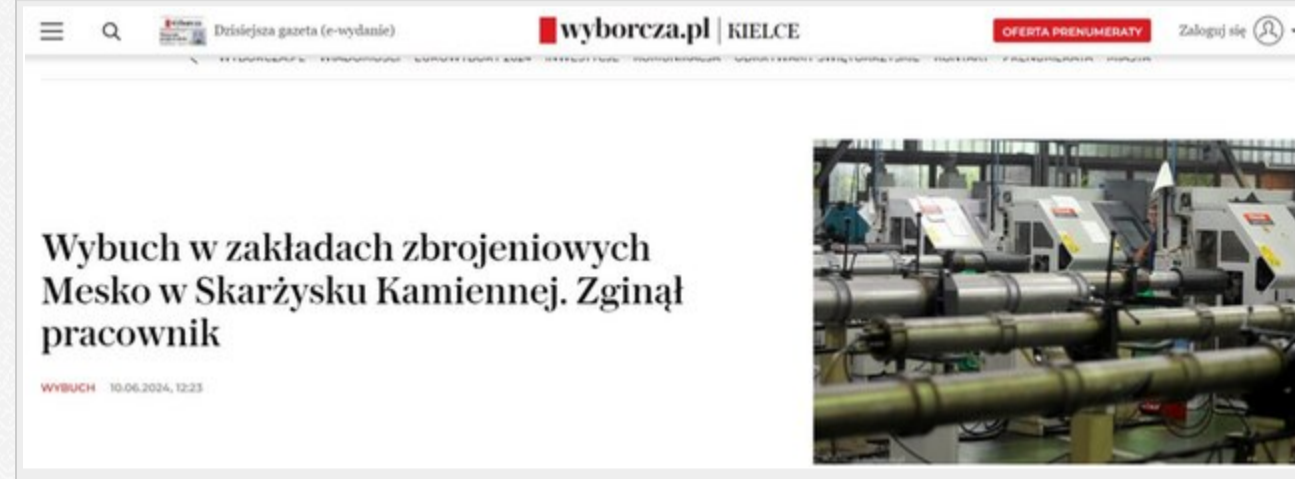 Dzisiejsza gazeta (e-wydanie)
wyborcza.pl | KIELCE
OFERTA PRENUMERATY
Zaloguj się
Wybuch w zakładach zbrojeniowych
Mesko w Skarżysku Kamiennej. Zginął
pracownik
WYBUCH 10.06.2024, 12:23